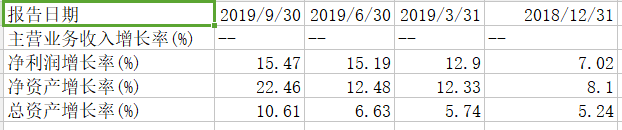 报告日期 2019/9/30 2019/6/30 2019/3/31 2018/12/31
主营业务收入增长率(%) -- -- -- --
净利润增长率(%) 15.47 15.19 12.9 7.02
净资产增长率(%) 22.46 12.48 12.33 8.1
总资产增长率(%) 10.61 6.63 5.74 5.24